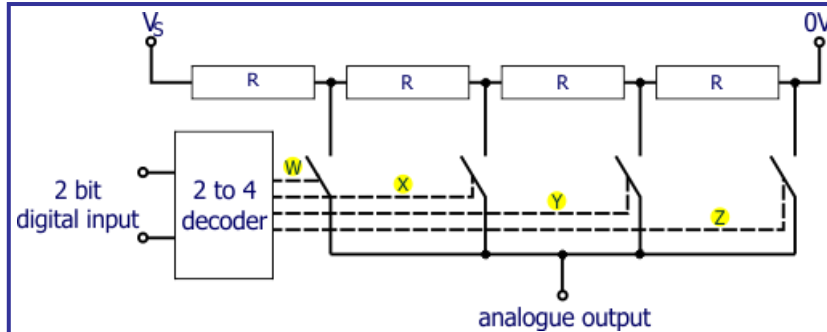 VS 0V
R R R R
W
X
Y
Z
2 bit
digital input
2 to 4
decoder
analogue output